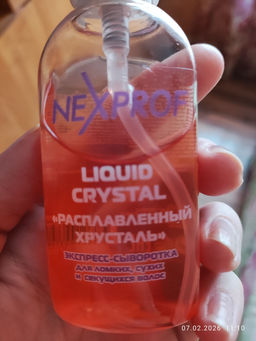 NEXPROF
LIQUID
CRYSTAL
«РАСПЛАВЛЕННЫЙ
ХРУСТАЛЬ»
ЭКСПРЕСС-СЫВОРОТКА
для ломких, сухих
и секущихся волос
07.02.2026 11:10